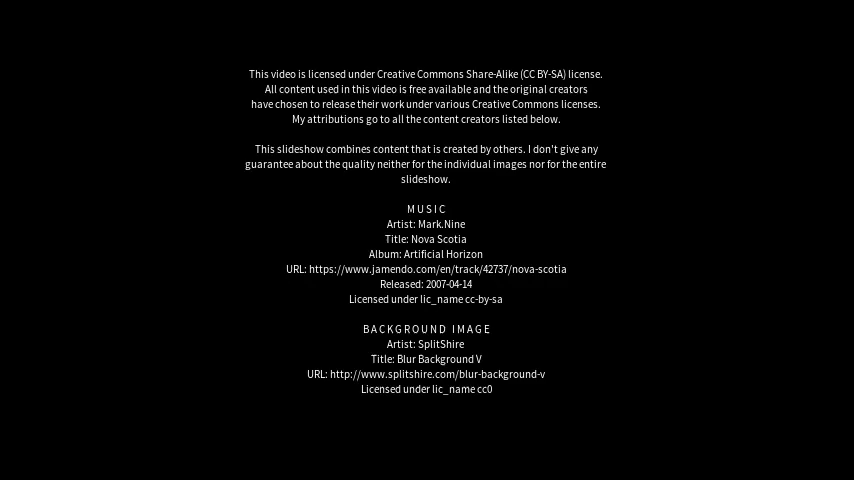 This video is licensed under Creative Commons Share-Alike (CC BY-SA) license.
All content used in this video is free available and the original creators
have chosen to release their work under various Creative Commons licenses.
My attributions go to all the content creators listed below.
This slideshow combines content that is created by others. I don't give any
guarantee about the quality neither for the individual images nor for the entire
slideshow.
MUSIC
Artist: Mark.Nine
Title: Nova Scotia
Album: Artificial Horizon
URL: https://www.jamendo.com/en/track/42737/nova-scotia
Released: 2007-04-14
Licensed under lic_name cc-by-sa
BACKGROUND IMAGE
Artist: SplitShire
Title: Blur Background V
URL: http://www.splitshire.com/blur-background-v
Licensed under lic_name cc0